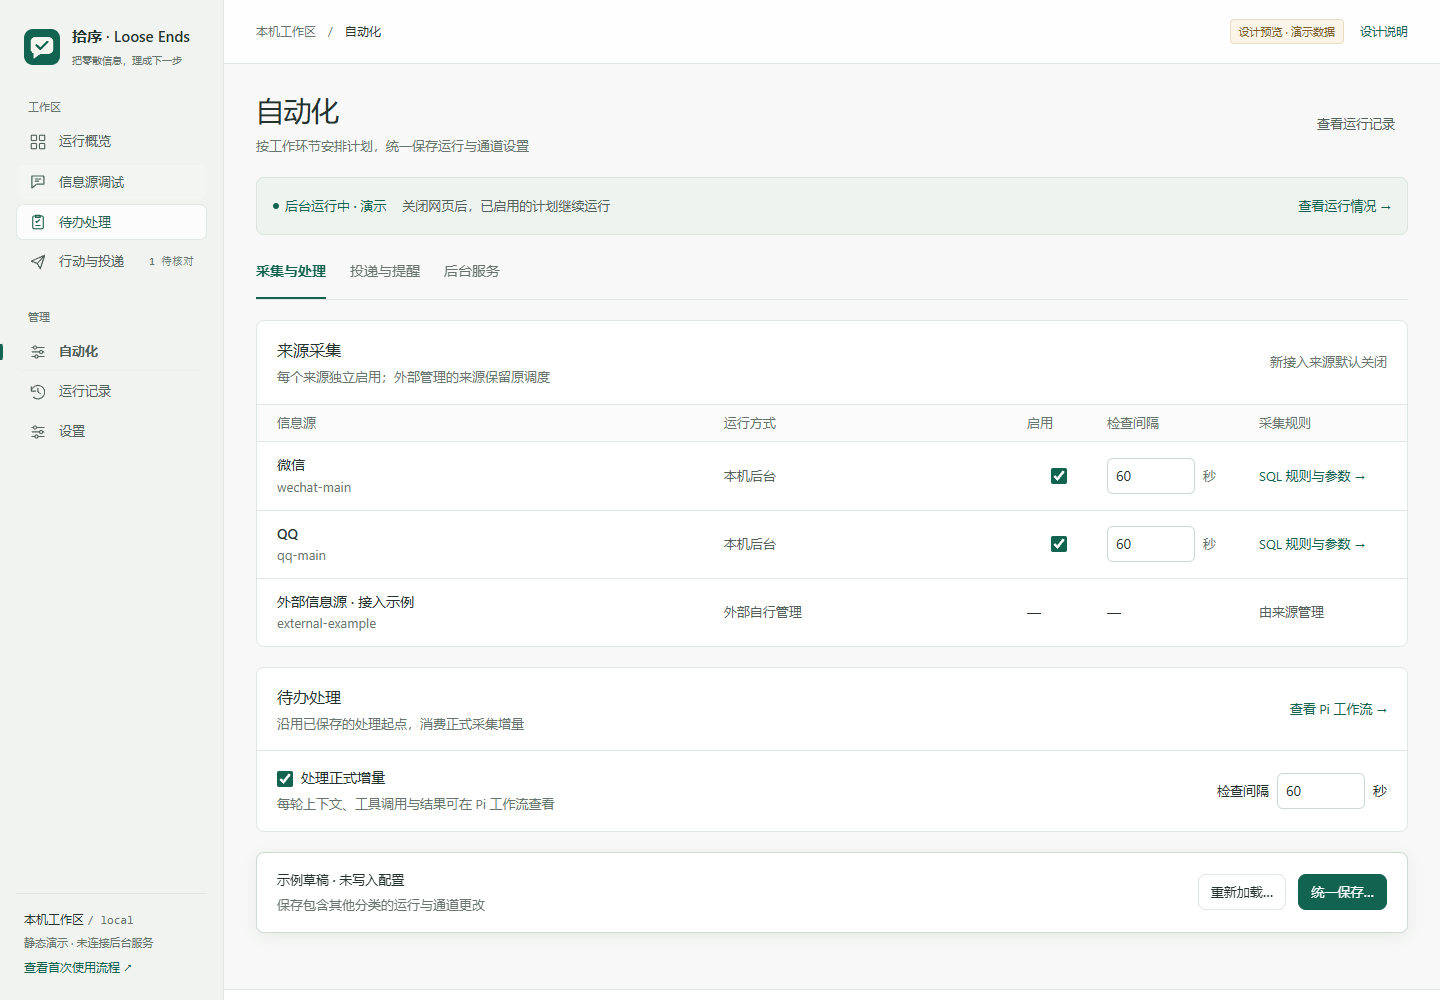 拾序 · Loose Ends
把零散信息，理成下一步
工作区
运行概览
信息源调试
待办处理
行动与投递 1 待核对
管理
自动化
运行记录
设置
本机工作区 / local
静态演示 · 未连接后台服务
查看首次使用流程 ↗
本机工作区 / 自动化
设计预览 · 演示数据 设计说明
自动化
按工作环节安排计划，统一保存运行与通道设置
查看运行记录
后台运行中 · 演示 关闭网页后，已启用的计划继续运行 查看运行情况 →
采集与处理 投递与提醒 后台服务
来源采集
每个来源独立启用；外部管理的来源保留原调度
新接入来源默认关闭
信息源 运行方式 启用 检查间隔 采集规则
微信
wechat-main
本机后台 60 秒 SQL 规则与参数 →
QQ
qq-main
本机后台 60 秒 SQL 规则与参数 →
外部信息源 · 接入示例
external-example
外部自行管理 — — 由来源管理
待办处理
沿用已保存的处理起点，消费正式采集增量
查看 Pi 工作流 →
处理正式增量
每轮上下文、工具调用与结果可在 Pi 工作流查看
检查间隔 60 秒
示例草稿 · 未写入配置
保存包含其他分类的运行与通道更改
重新加载... 统一保存...